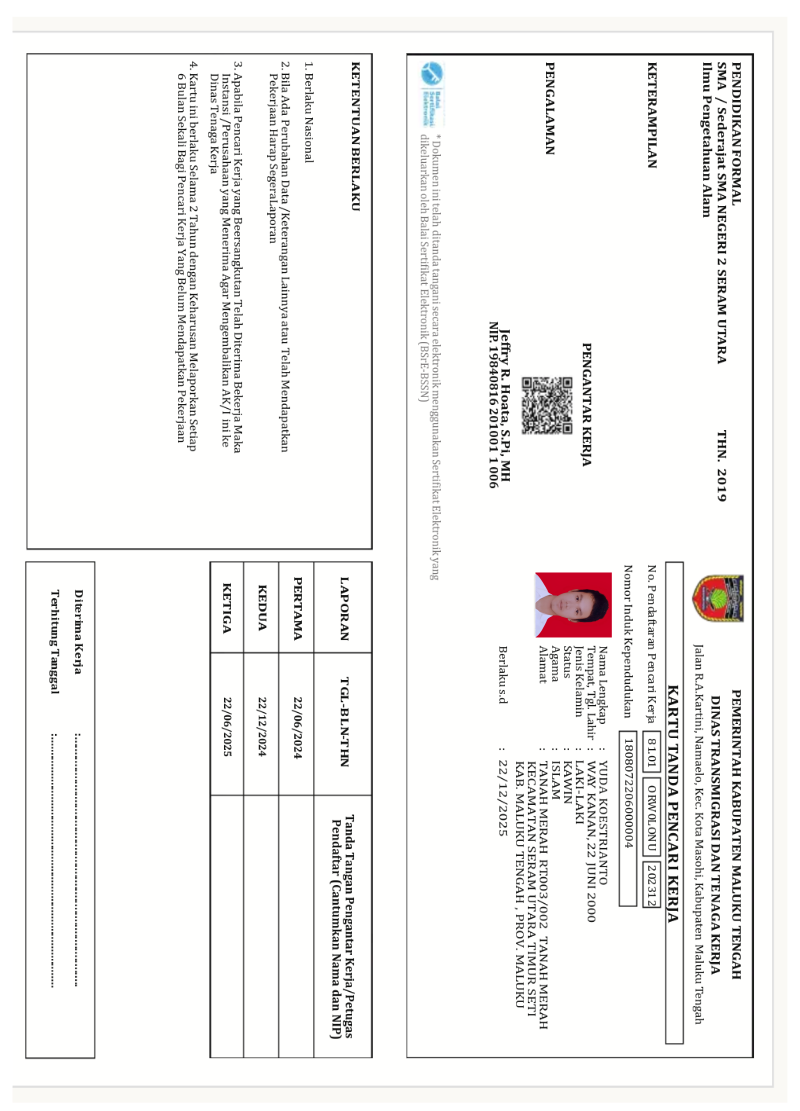 PENDIDIKAN FORMAL
SMA / Sederajat SMA NEGERI 2 SERAM UTARA THN. 2019
Ilmu Pengetahuan Alam
KETERAMPILAN
PENGALAMAN
PENGANTAR KERJA
Jeffry R. Hoata, S.Pi, MH
NIP. 19840816 201001 1 006
Balai
Sertifikasi
Elektronik
* Dokumen ini telah ditanda tangani secara elektronik menggunakan Sertifikat Elektronik yang
dikeluarkan oleh Balai Sertifikat Elektronik (BSrE-BSSN)
PEMERINTAH KABUPATEN MALUKU TENGAH
DINAS TRANSMIGRASI DAN TENAGA KERJA
Jalan R.A.Kartini, Namaelo, Kec. Kota Masohi, Kabupaten Maluku Tengah
KARTU TANDA PENCARI KERJA
No. Pendaftaran Pencari Kerja 81.01 ORW0LONU 202312
Nomor Induk Kependudukan 1808072206000004
Nama Lengkap : YUDA KOESTRIANTO
Tempat, Tgl. Lahir : WAY KANAN, 22 JUNI 2000
Jenis Kelamin : LAKI-LAKI
Status : KAWIN
Agama : ISLAM
Alamat : TANAH MERAH RT003/002 TANAH MERAH
KECAMATAN SERAM UTARA TIMUR SETI
KAB. MALUKU TENGAH , PROV. MALUKU
Berlaku s.d : 22/12/2025
KETENTUAN BERLAKU
1. Berlaku Nasional
2. Bila Ada Perubahan Data /Keterangan Lainnya atau Telah Mendapatkan
Pekerjaan Harap SegeraLaporan
3. Apabila Pencari Kerja yang Beersangkutan Telah Diterima Bekerja Maka
Instansi /Perusahaan yang Menerima Agar Mengembalikan AK/I ini ke
Dinas Tenaga Kerja
4. Kartu ini berlaku Selama 2 Tahun dengan Keharusan Melaporkan Setiap
6 Bulan Sekali Bagi Pencari Kerja Yang Belum Mendapatkan Pekerjaan
LAPORAN TGL-BLN-THN Tanda Tangan Pengantar Kerja/Petugas
Pendaftar (Cantumkan Nama dan NIP)
PERTAMA 22/06/2024
KEDUA 22/12/2024
KETIGA 22/06/2025
Diterima Kerja :...............................................................
Terhitung Tanggal :...............................................................